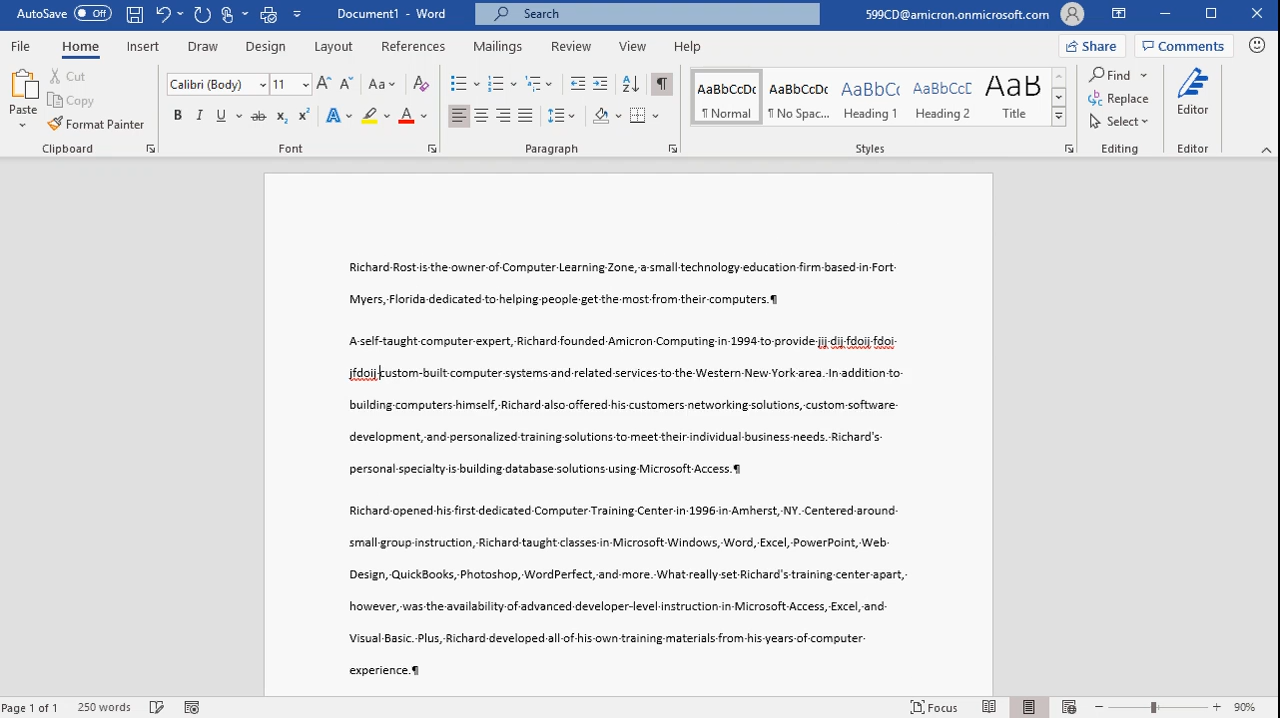 AutoSave Off Document1 - Word Search 599CD@amicron.onmicrosoft.com
File Home Insert Draw Design Layout References Mailings Review View Help Share Comments
Paste Cut Copy Format Painter
Calibri (Body) 11 Aa
B I U ab x₂ x² A A
AaBbCcDc AaBbCcDc AaBbCc AaBbCcD AaB
¶ Normal ¶ No Spac... Heading 1 Heading 2 Title
Find Replace Select Editor
Clipboard Font Paragraph Styles Editing Editor
Richard·Rost·is·the·owner·of·Computer·Learning·Zone,·a·small·technology·education·firm·based·in·Fort·
Myers,·Florida·dedicated·to·helping·people·get·the·most·from·their·computers.¶
A·self-taught·computer·expert,·Richard·founded·Amicron·Computing·in·1994·to·provide·jij·dij·fdoij·fdoi·
jfdoij·custom-built·computer·systems·and·related·services·to·the·Western·New·York·area.·In·addition·to·
building·computers·himself,·Richard·also·offered·his·customers·networking·solutions,·custom·software·
development,·and·personalized·training·solutions·to·meet·their·individual·business·needs.·Richard's·
personal·specialty·is·building·database·solutions·using·Microsoft·Access.¶
Richard·opened·his·first·dedicated·Computer·Training·Center·in·1996·in·Amherst,·NY.·Centered·around·
small·group·instruction,·Richard·taught·classes·in·Microsoft·Windows,·Word,·Excel,·PowerPoint,·Web·
Design,·QuickBooks,·Photoshop,·WordPerfect,·and·more.·What·really·set·Richard's·training·center·apart,·
however,·was·the·availability·of·advanced·developer-level·instruction·in·Microsoft·Access,·Excel,·and·
Visual·Basic.·Plus,·Richard·developed·all·of·his·own·training·materials·from·his·years·of·computer·
experience.¶
Page 1 of 1 250 words Focus 90%